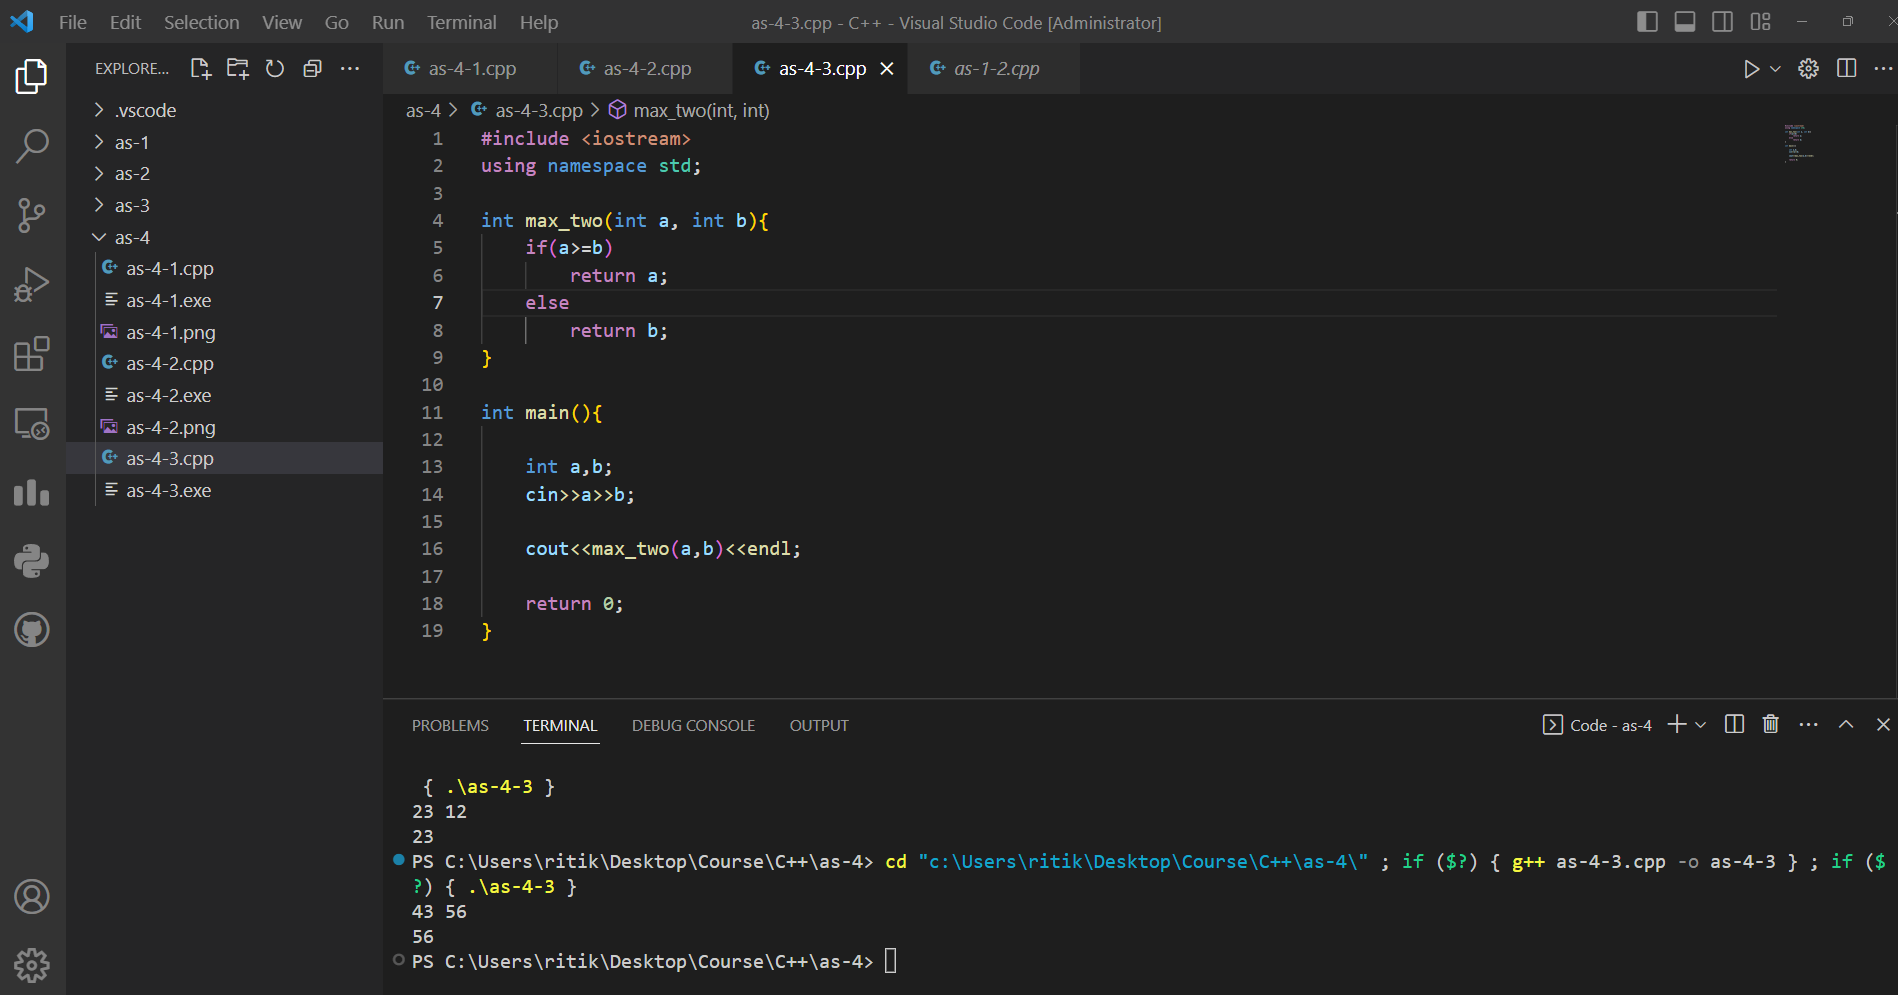 File Edit Selection View Go Run Terminal Help
as-4-3.cpp - C++ - Visual Studio Code [Administrator]
EXPLORE...
.vscode
as-1
as-2
as-3
as-4
as-4-1.cpp
as-4-1.exe
as-4-1.png
as-4-2.cpp
as-4-2.exe
as-4-2.png
as-4-3.cpp
as-4-3.exe
as-4-1.cpp as-4-2.cpp as-4-3.cpp as-1-2.cpp
as-4 > as-4-3.cpp > max_two(int, int)
1 #include <iostream>
2 using namespace std;
3
4 int max_two(int a, int b){
5 if(a>=b)
6 return a;
7 else
8 return b;
9 }
10
11 int main(){
12
13 int a,b;
14 cin>>a>>b;
15
16 cout<<max_two(a,b)<<endl;
17
18 return 0;
19 }
PROBLEMS TERMINAL DEBUG CONSOLE OUTPUT
Code - as-4
{ .\as-4-3 }
23 12
23
PS C:\Users\ritik\Desktop\Course\C++\as-4> cd "c:\Users\ritik\Desktop\Course\C++\as-4\" ; if ($?) { g++ as-4-3.cpp -o as-4-3 } ; if ($
?) { .\as-4-3 }
43 56
56
PS C:\Users\ritik\Desktop\Course\C++\as-4>